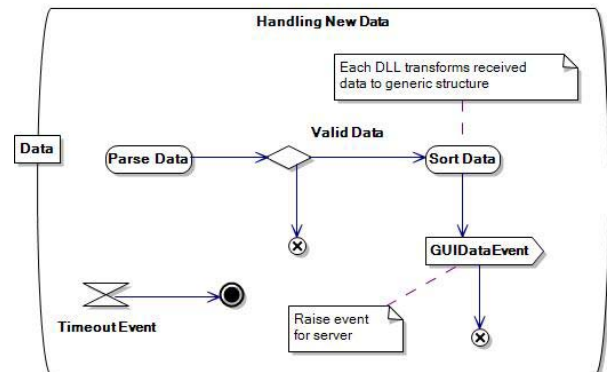 Handling New Data
Each DLL transforms received
data to generic structure
Valid Data
Data
Parse Data
Sort Data
GUIDataEvent
Timeout Event
Raise event
for server